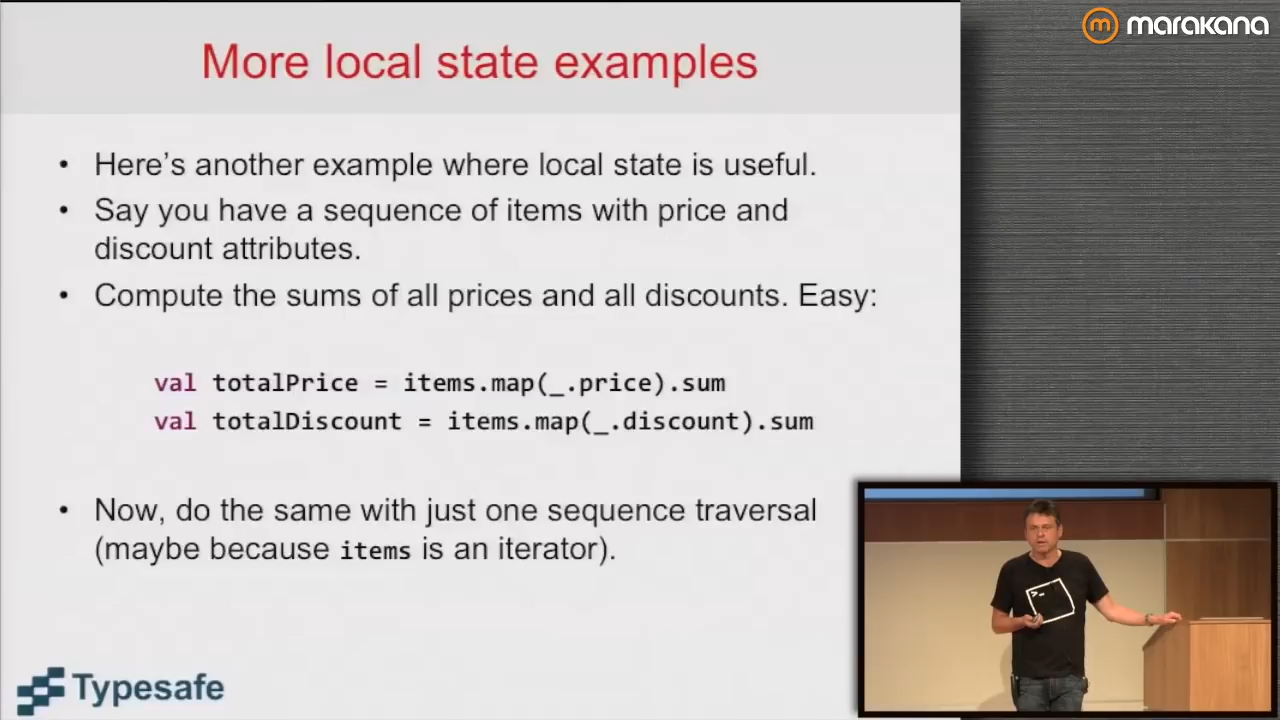 marakana
More local state examples
• Here's another example where local state is useful.
• Say you have a sequence of items with price and
discount attributes.
• Compute the sums of all prices and all discounts. Easy:
val totalPrice = items.map(_.price).sum
val totalDiscount = items.map(_.discount).sum
• Now, do the same with just one sequence traversal
(maybe because items is an iterator).
>_
Typesafe